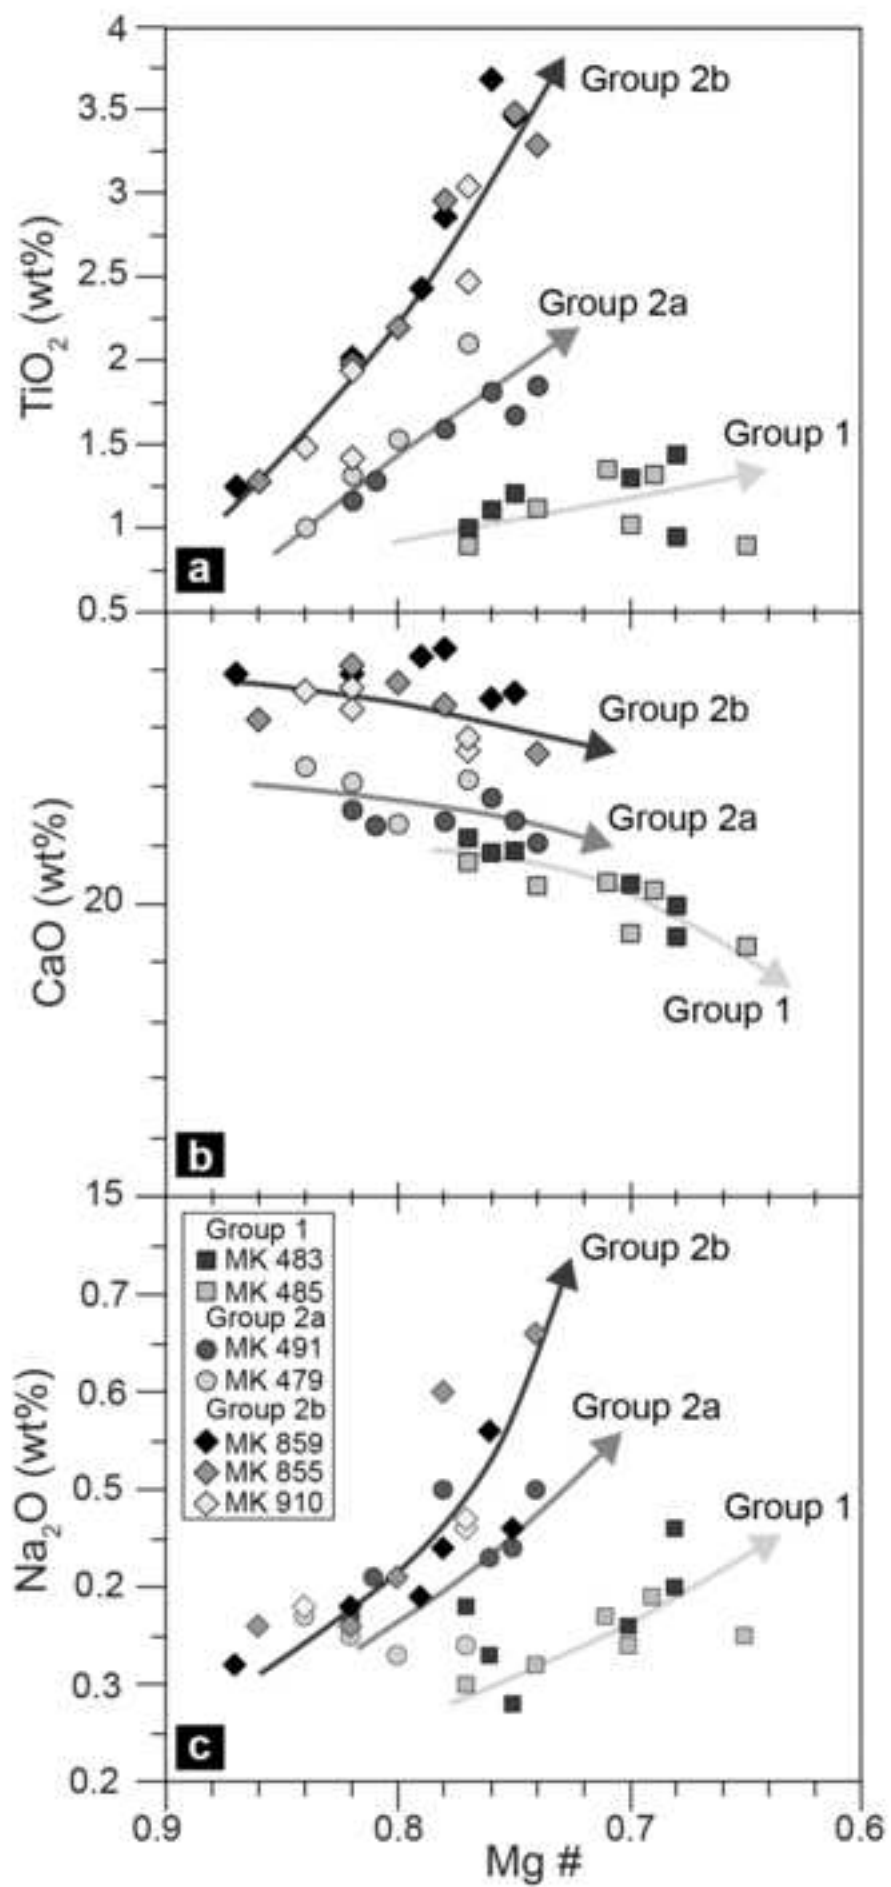 4
Group 2b
3.5
3
TiO2 (wt%)
2.5
Group 2a
2
1.5
Group 1
1
a
0.5
Group 2b
Group 2a
CaO (wt%)
20
Group 1
b
15
Group 1
MK 483
MK 485
Group 2a
MK 491
MK 479
Group 2b
MK 859
MK 855
MK 910
Group 2b
0.7
0.6
Group 2a
Na2O (wt%)
0.5
Group 1
0.2
0.3
c
0.2
0.9 0.8 0.7 0.6
Mg #